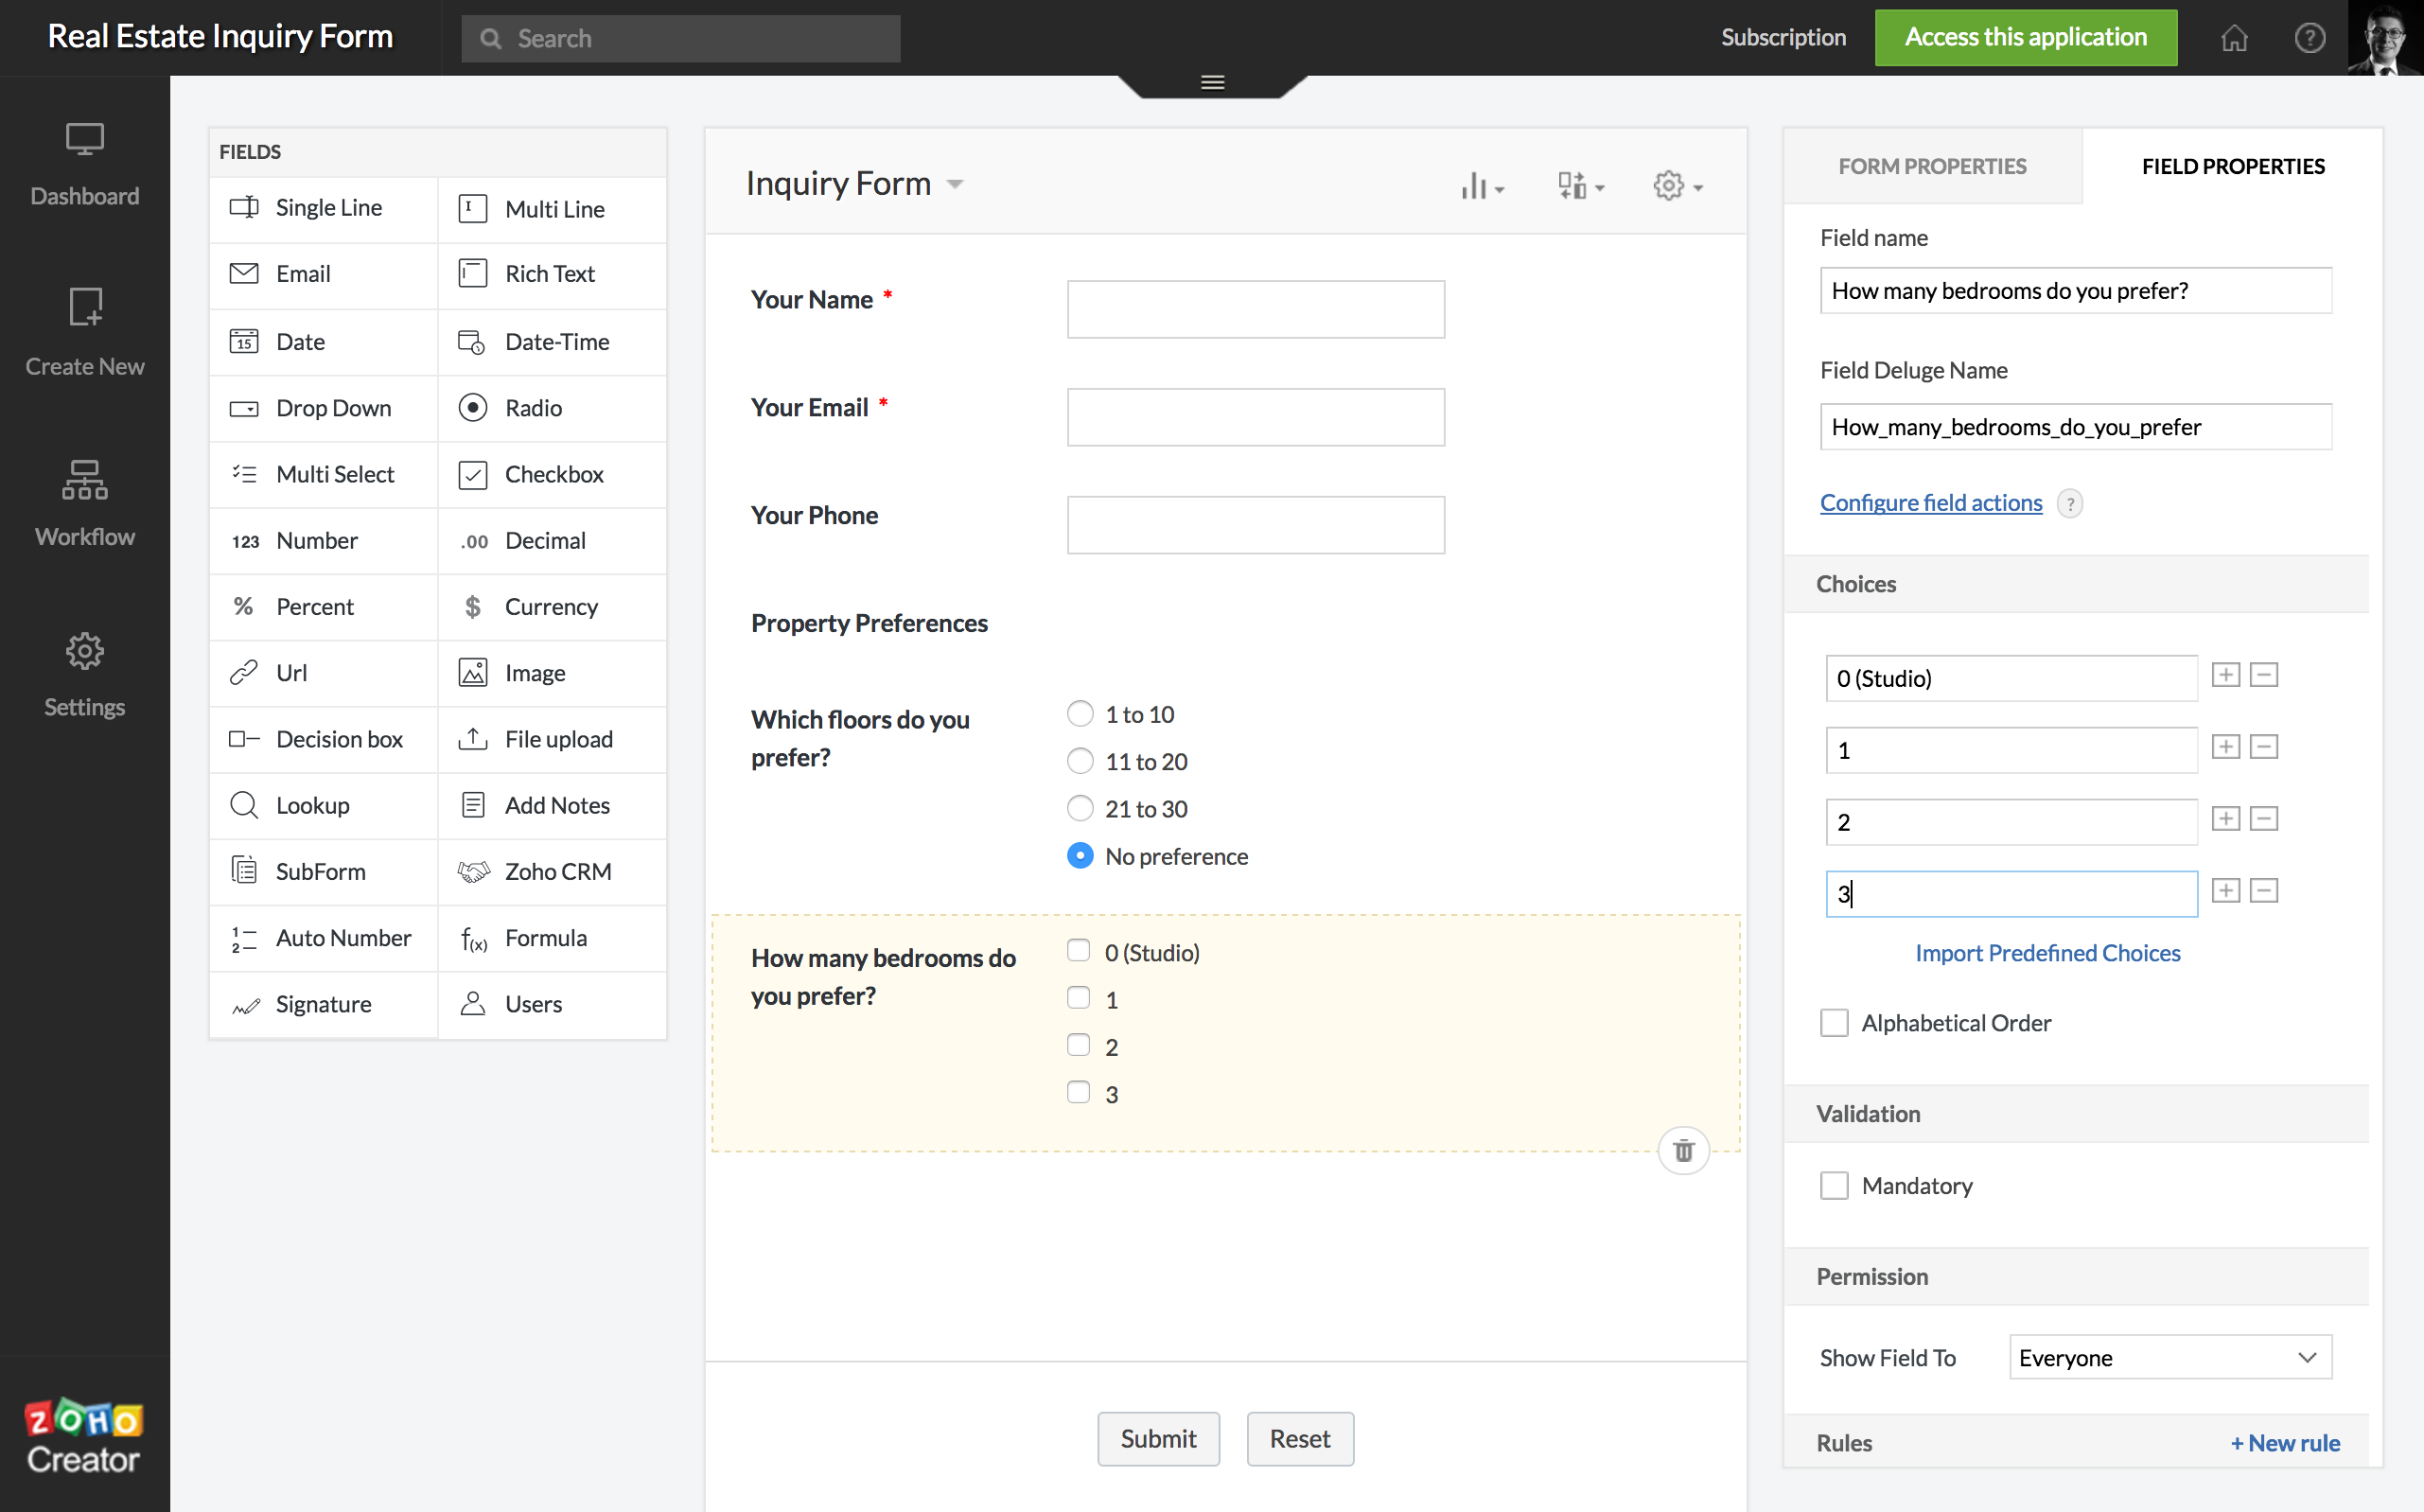 Real Estate Inquiry Form
Search
Subscription
Access this application
?
Dashboard
Create New
Workflow
Settings
ZOHO
Creator
FIELDS
Single Line
Multi Line
Email
Rich Text
15 Date
Date-Time
Drop Down
Radio
Multi Select
Checkbox
123 Number
.00 Decimal
% Percent
$ Currency
Url
Image
Decision box
File upload
Lookup
Add Notes
SubForm
Zoho CRM
1 2 Auto Number
f(x) Formula
Signature
Users
Inquiry Form
Your Name *
Your Email *
Your Phone
Property Preferences
Which floors do you
prefer?
1 to 10
11 to 20
21 to 30
No preference
How many bedrooms do
you prefer?
0 (Studio)
1
2
3
Submit
Reset
FORM PROPERTIES
FIELD PROPERTIES
Field name
How many bedrooms do you prefer?
Field Deluge Name
How_many_bedrooms_do_you_prefer
Configure field actions ?
Choices
0 (Studio)
1
2
3
Import Predefined Choices
Alphabetical Order
Validation
Mandatory
Permission
Show Field To
Everyone
Rules
+ New rule